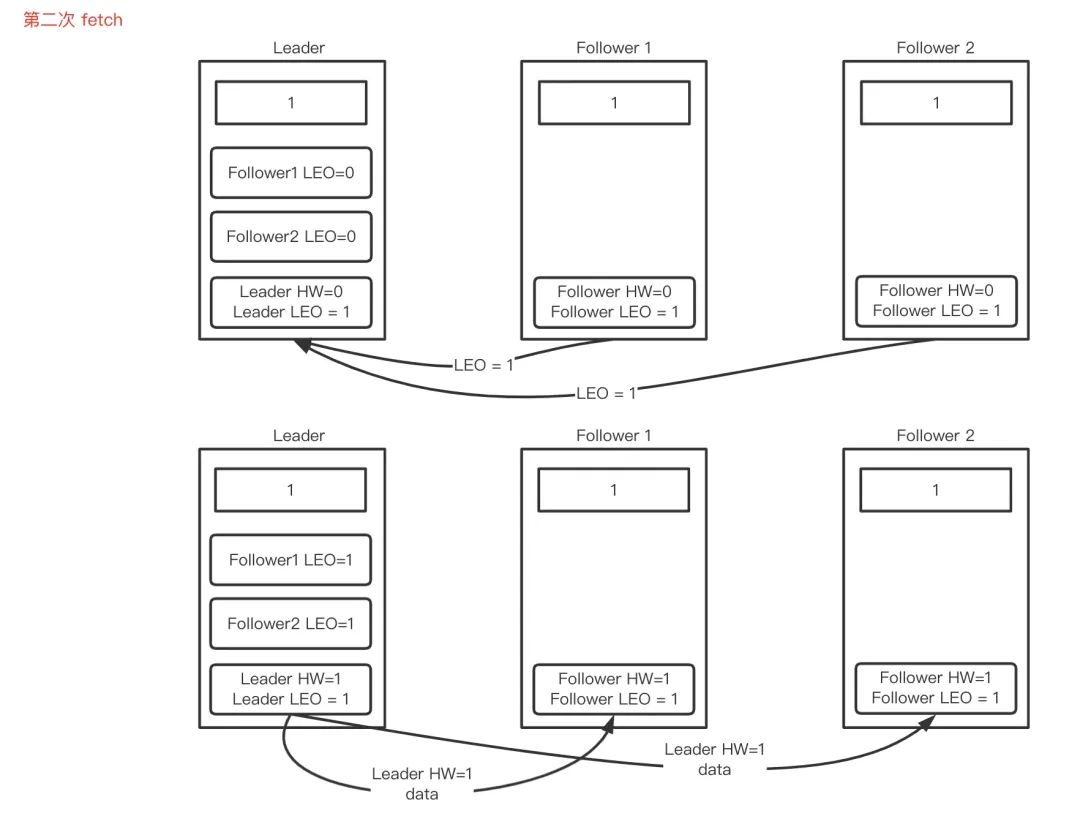 第二次 fetch
Leader
Follower 1
Follower 2
1
1
1
Follower1 LEO=0
Follower2 LEO=0
Leader HW=0
Leader LEO = 1
Follower HW=0
Follower LEO = 1
Follower HW=0
Follower LEO = 1
LEO = 1
LEO = 1
Leader
Follower 1
Follower 2
1
1
1
Follower1 LEO=1
Follower2 LEO=1
Leader HW=1
Leader LEO = 1
Follower HW=1
Follower LEO = 1
Follower HW=1
Follower LEO = 1
Leader HW=1
data
Leader HW=1
data